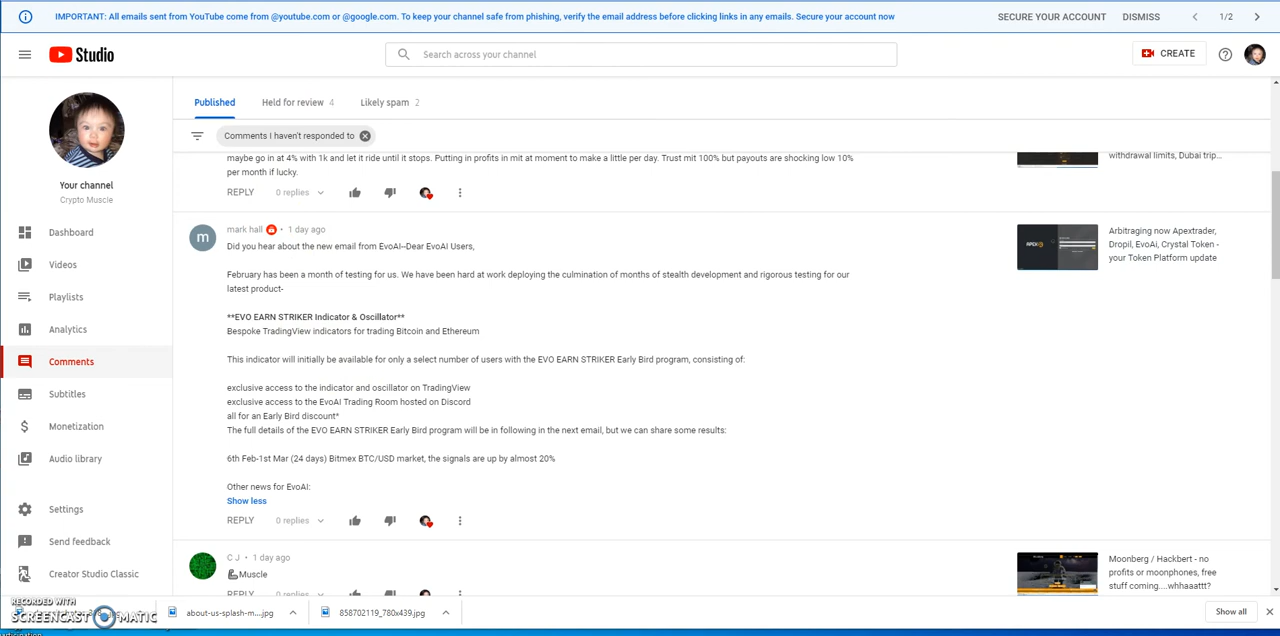 IMPORTANT: All emails sent from YouTube come from @youtube.com or @google.com. To keep your channel safe from phishing, verify the email address before clicking links in any emails. Secure your account now
SECURE YOUR ACCOUNT
DISMISS
1/2
Studio
Search across your channel
CREATE
Your channel
Crypto Muscle
Dashboard
Videos
Playlists
Analytics
Comments
Subtitles
Monetization
Audio library
Settings
Send feedback
Creator Studio Classic
Published
Held for review 4
Likely spam 2
Comments I haven't responded to
maybe go in at 4% with 1k and let it ride until it stops. Putting in profits in mit at moment to make a little per day. Trust mit 100% but payouts are shocking low 10%
per month if lucky.
REPLY
0 replies
withdrawal limits, Dubai trip...
m
mark hall • 1 day ago
Did you hear about the new email from EvoAI--Dear EvoAI Users,
February has been a month of testing for us. We have been hard at work deploying the culmination of months of stealth development and rigorous testing for our
latest product-
**EVO EARN STRIKER Indicator & Oscillator**
Bespoke TradingView indicators for trading Bitcoin and Ethereum
This indicator will initially be available for only a select number of users with the EVO EARN STRIKER Early Bird program, consisting of:
exclusive access to the indicator and oscillator on TradingView
exclusive access to the EvoAI Trading Room hosted on Discord
all for an Early Bird discount*
The full details of the EVO EARN STRIKER Early Bird program will be in following in the next email, but we can share some results:
6th Feb-1st Mar (24 days) Bitmex BTC/USD market, the signals are up by almost 20%
Other news for EvoAI:
Show less
REPLY
0 replies
Arbitraging now Apextrader,
Dropil, EvoAi, Crystal Token -
your Token Platform update
C J • 1 day ago
💪Muscle
REPLY
0 replies
Moonberg / Hackbert - no
profits or moonphones, free
stuff coming....whhaaattt?
RECORDED WITH
SCREENCAST MATIC
about-us-splash-m....jpg
858702119_780x439.jpg
Show all